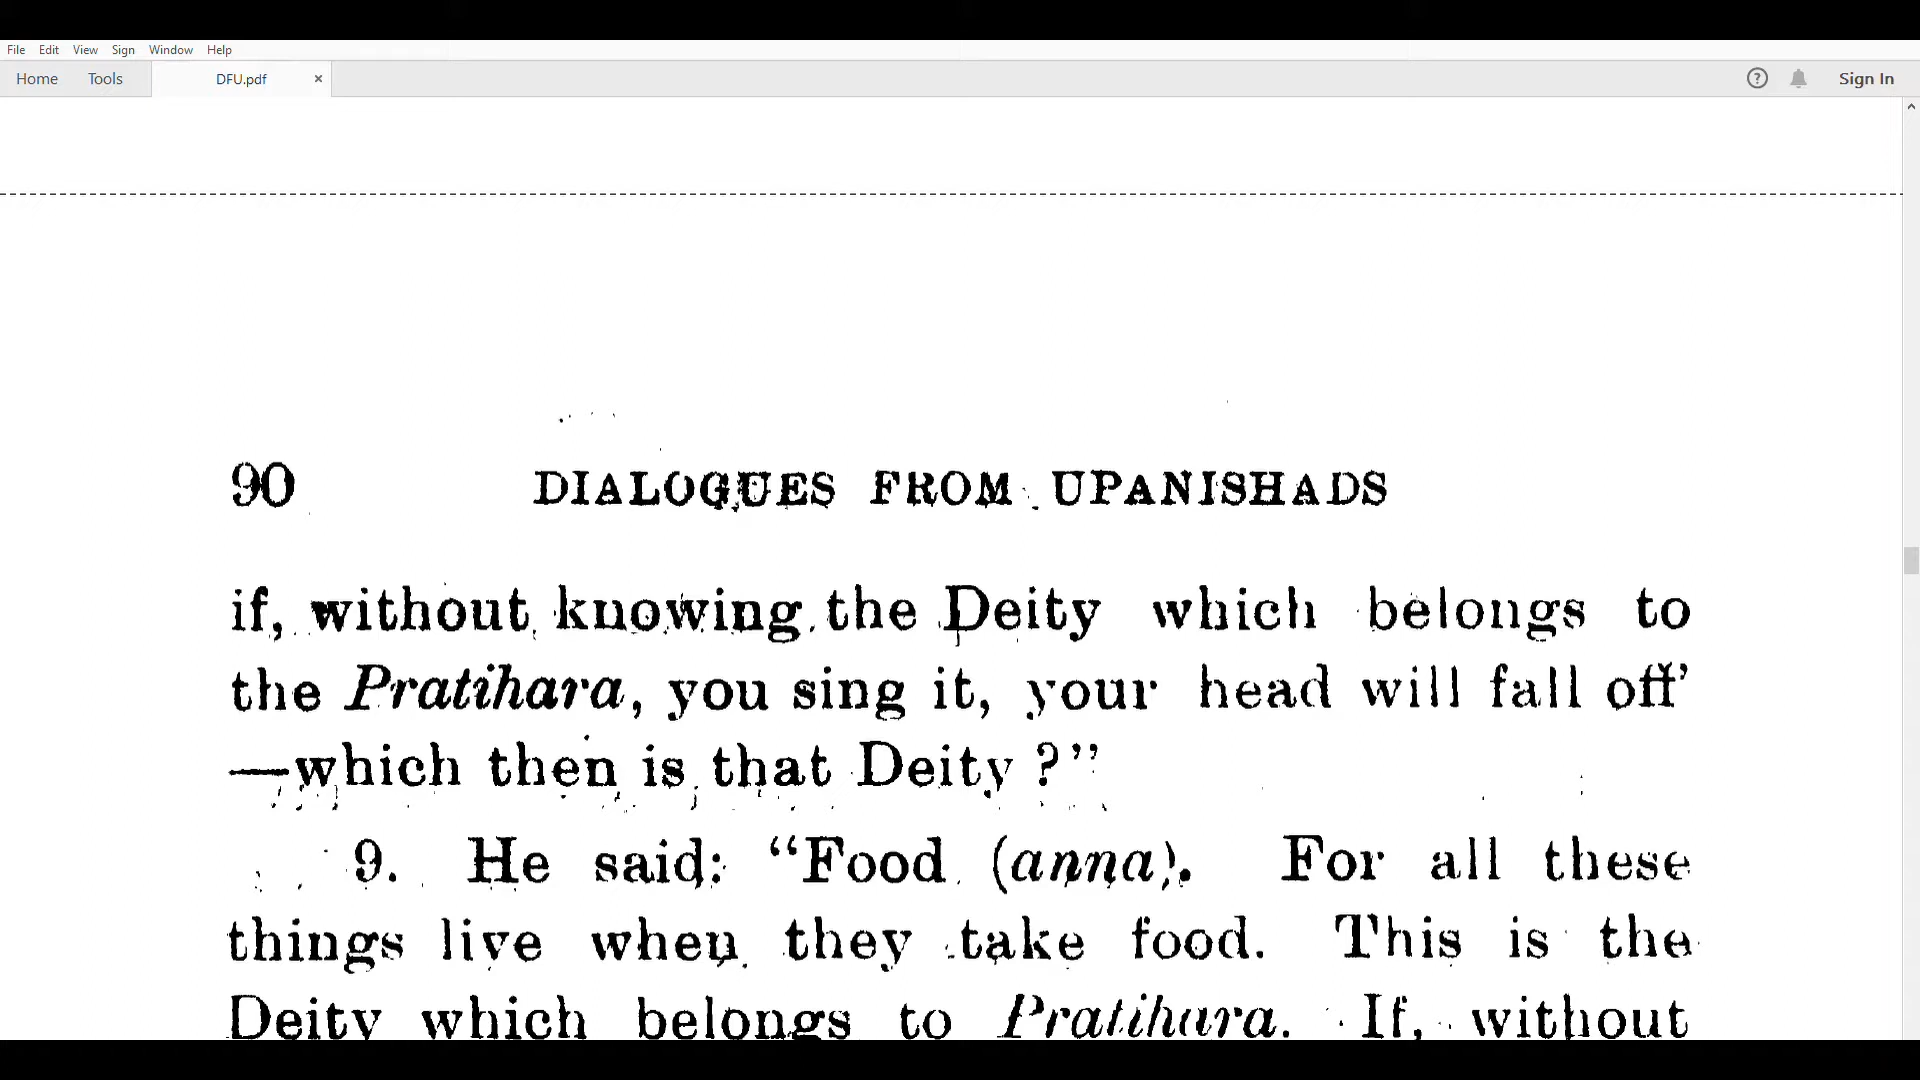 File Edit View Sign Window Help
Home Tools DFU.pdf × ? Sign In
90 DIALOGUES FROM UPANISHADS
if, without knowing the Deity which belongs to
the Pratihara, you sing it, your head will fall off’
—which then is that Deity ?”
9. He said: “Food (anna). For all these
things live when they take food. This is the
Deity which belongs to Pratihara. If, without